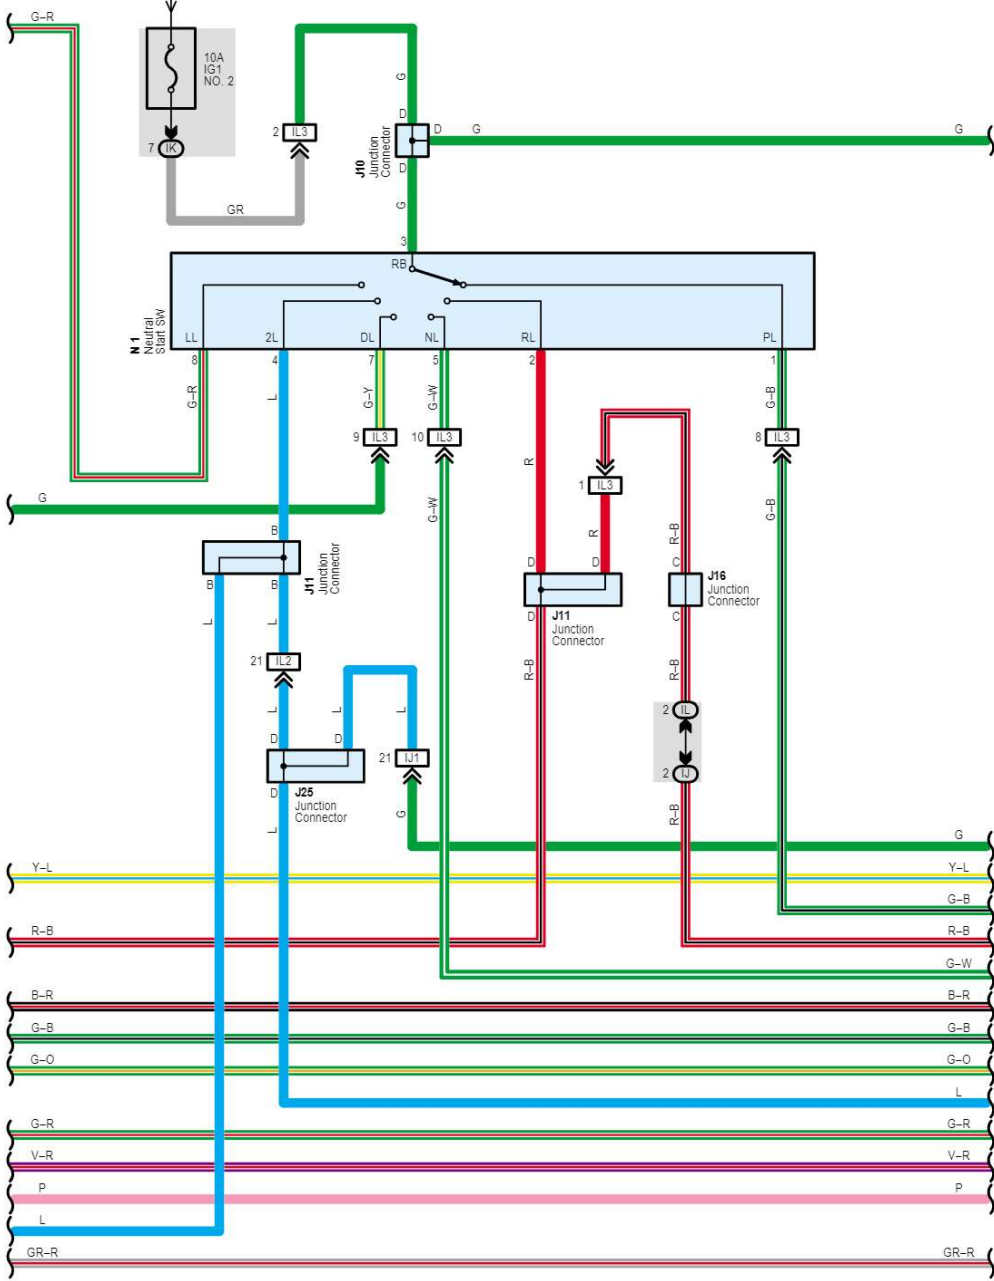 G–R
10A
IG1
NO. 2
7 IK
GR
2 IL3
G
D
D
G
G
J10
Junction
Connector
D
G
3
RB
N 1
Neutral
Start SW
LL
2L
DL
NL
RL
PL
8
4
7
5
2
1
G–R
L
G–Y
G–W
R
G–B
9 IL3
10 IL3
8 IL3
1 IL3
G
G–W
R
R–B
G–B
B
J11
Junction
Connector
B
B
L
L
D
D
J11
Junction
Connector
D
R–B
C
J16
Junction
Connector
C
R–B
21 IL2
L
L
L
D
D
J25
Junction
Connector
D
L
21 IJ1
G
2 IL
2 IJ
R–B
G
Y–L
Y–L
G–B
R–B
R–B
G–W
B–R
B–R
G–B
G–B
G–O
G–O
L
G–R
G–R
V–R
V–R
P
P
L
GR–R
GR–R